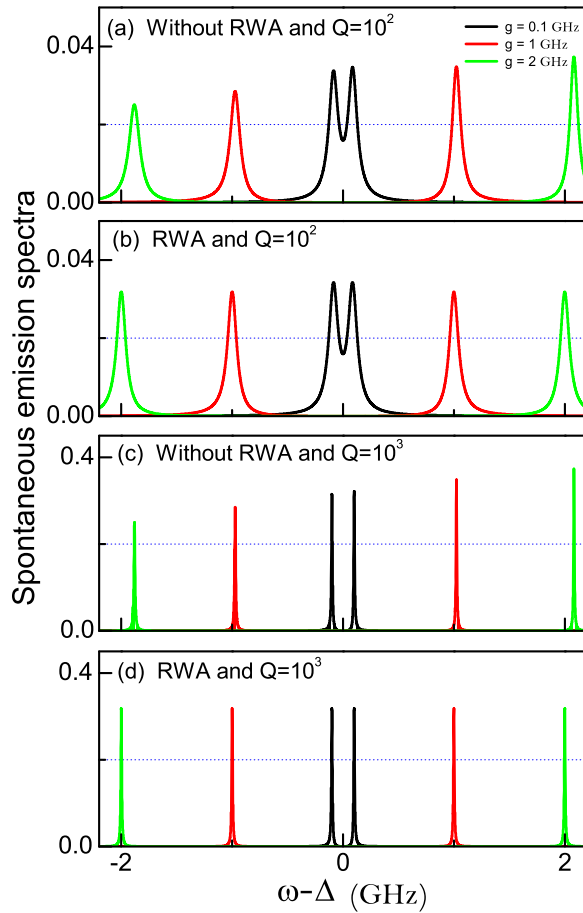 (a) Without RWA and Q=10²
g = 0.1 GHz
g = 1 GHz
g = 2 GHz
0.04
0.00
(b) RWA and Q=10²
0.04
0.00
Spontaneous emission spectra
(c) Without RWA and Q=10³
0.4
0.0
(d) RWA and Q=10³
0.4
0.0
-2 0 2
ω-Δ (GHz)